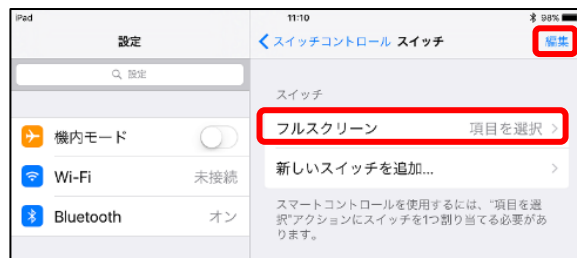 iPad 11:10 98%
設定
スイッチコントロール スイッチ 編集
設定
スイッチ
フルスクリーン 項目を選択
新しいスイッチを追加...
スマートコントロールを使用するには、"項目を選
択"アクションにスイッチを1つ割り当てる必要があ
ります。
機内モード
Wi-Fi 未接続
Bluetooth オン